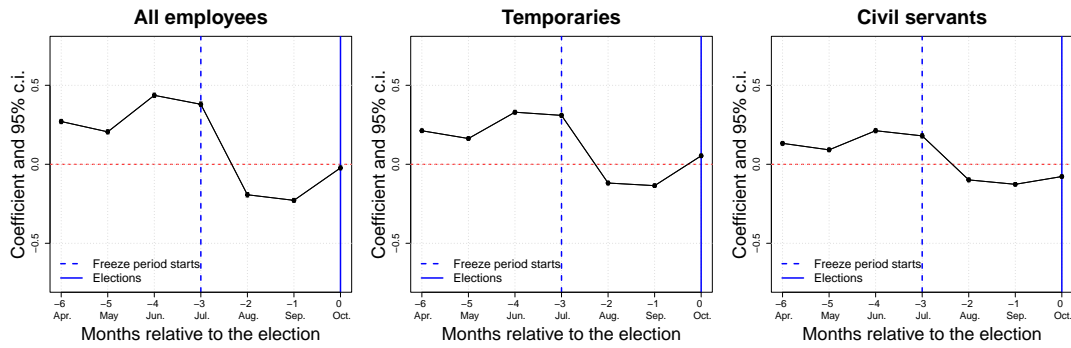 All employees
Coefficient and 95% c.i.
0.5
0.0
−0.5
Freeze period starts
Elections
−6 −5 −4 −3 −2 −1 0
Apr. May Jun. Jul. Aug. Sep. Oct.
Months relative to the election
Temporaries
Coefficient and 95% c.i.
0.5
0.0
−0.5
Freeze period starts
Elections
−6 −5 −4 −3 −2 −1 0
Apr. May Jun. Jul. Aug. Sep. Oct.
Months relative to the election
Civil servants
Coefficient and 95% c.i.
0.5
0.0
−0.5
Freeze period starts
Elections
−6 −5 −4 −3 −2 −1 0
Apr. May Jun. Jul. Aug. Sep. Oct.
Months relative to the election